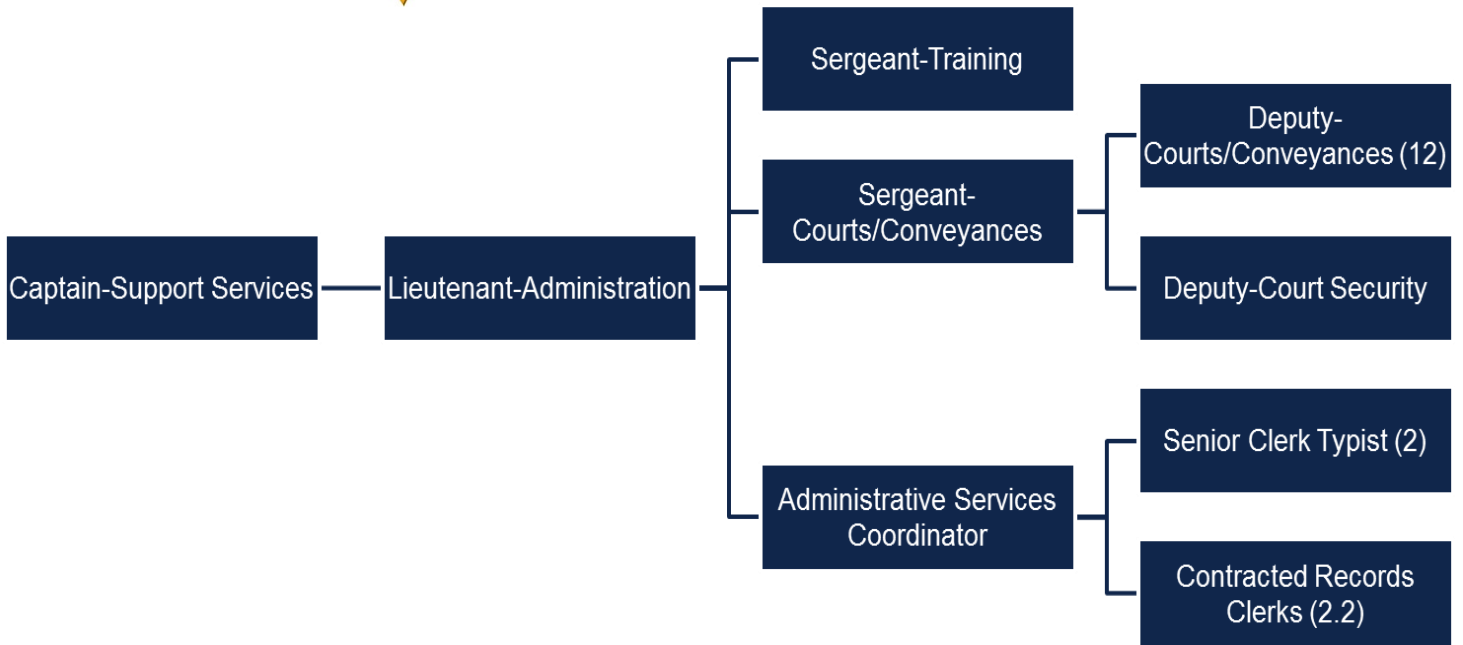 Captain-Support Services
Lieutenant-Administration
Sergeant-Training
Sergeant-
Courts/Conveyances
Deputy-
Courts/Conveyances (12)
Deputy-Court Security
Administrative Services
Coordinator
Senior Clerk Typist (2)
Contracted Records
Clerks (2.2)